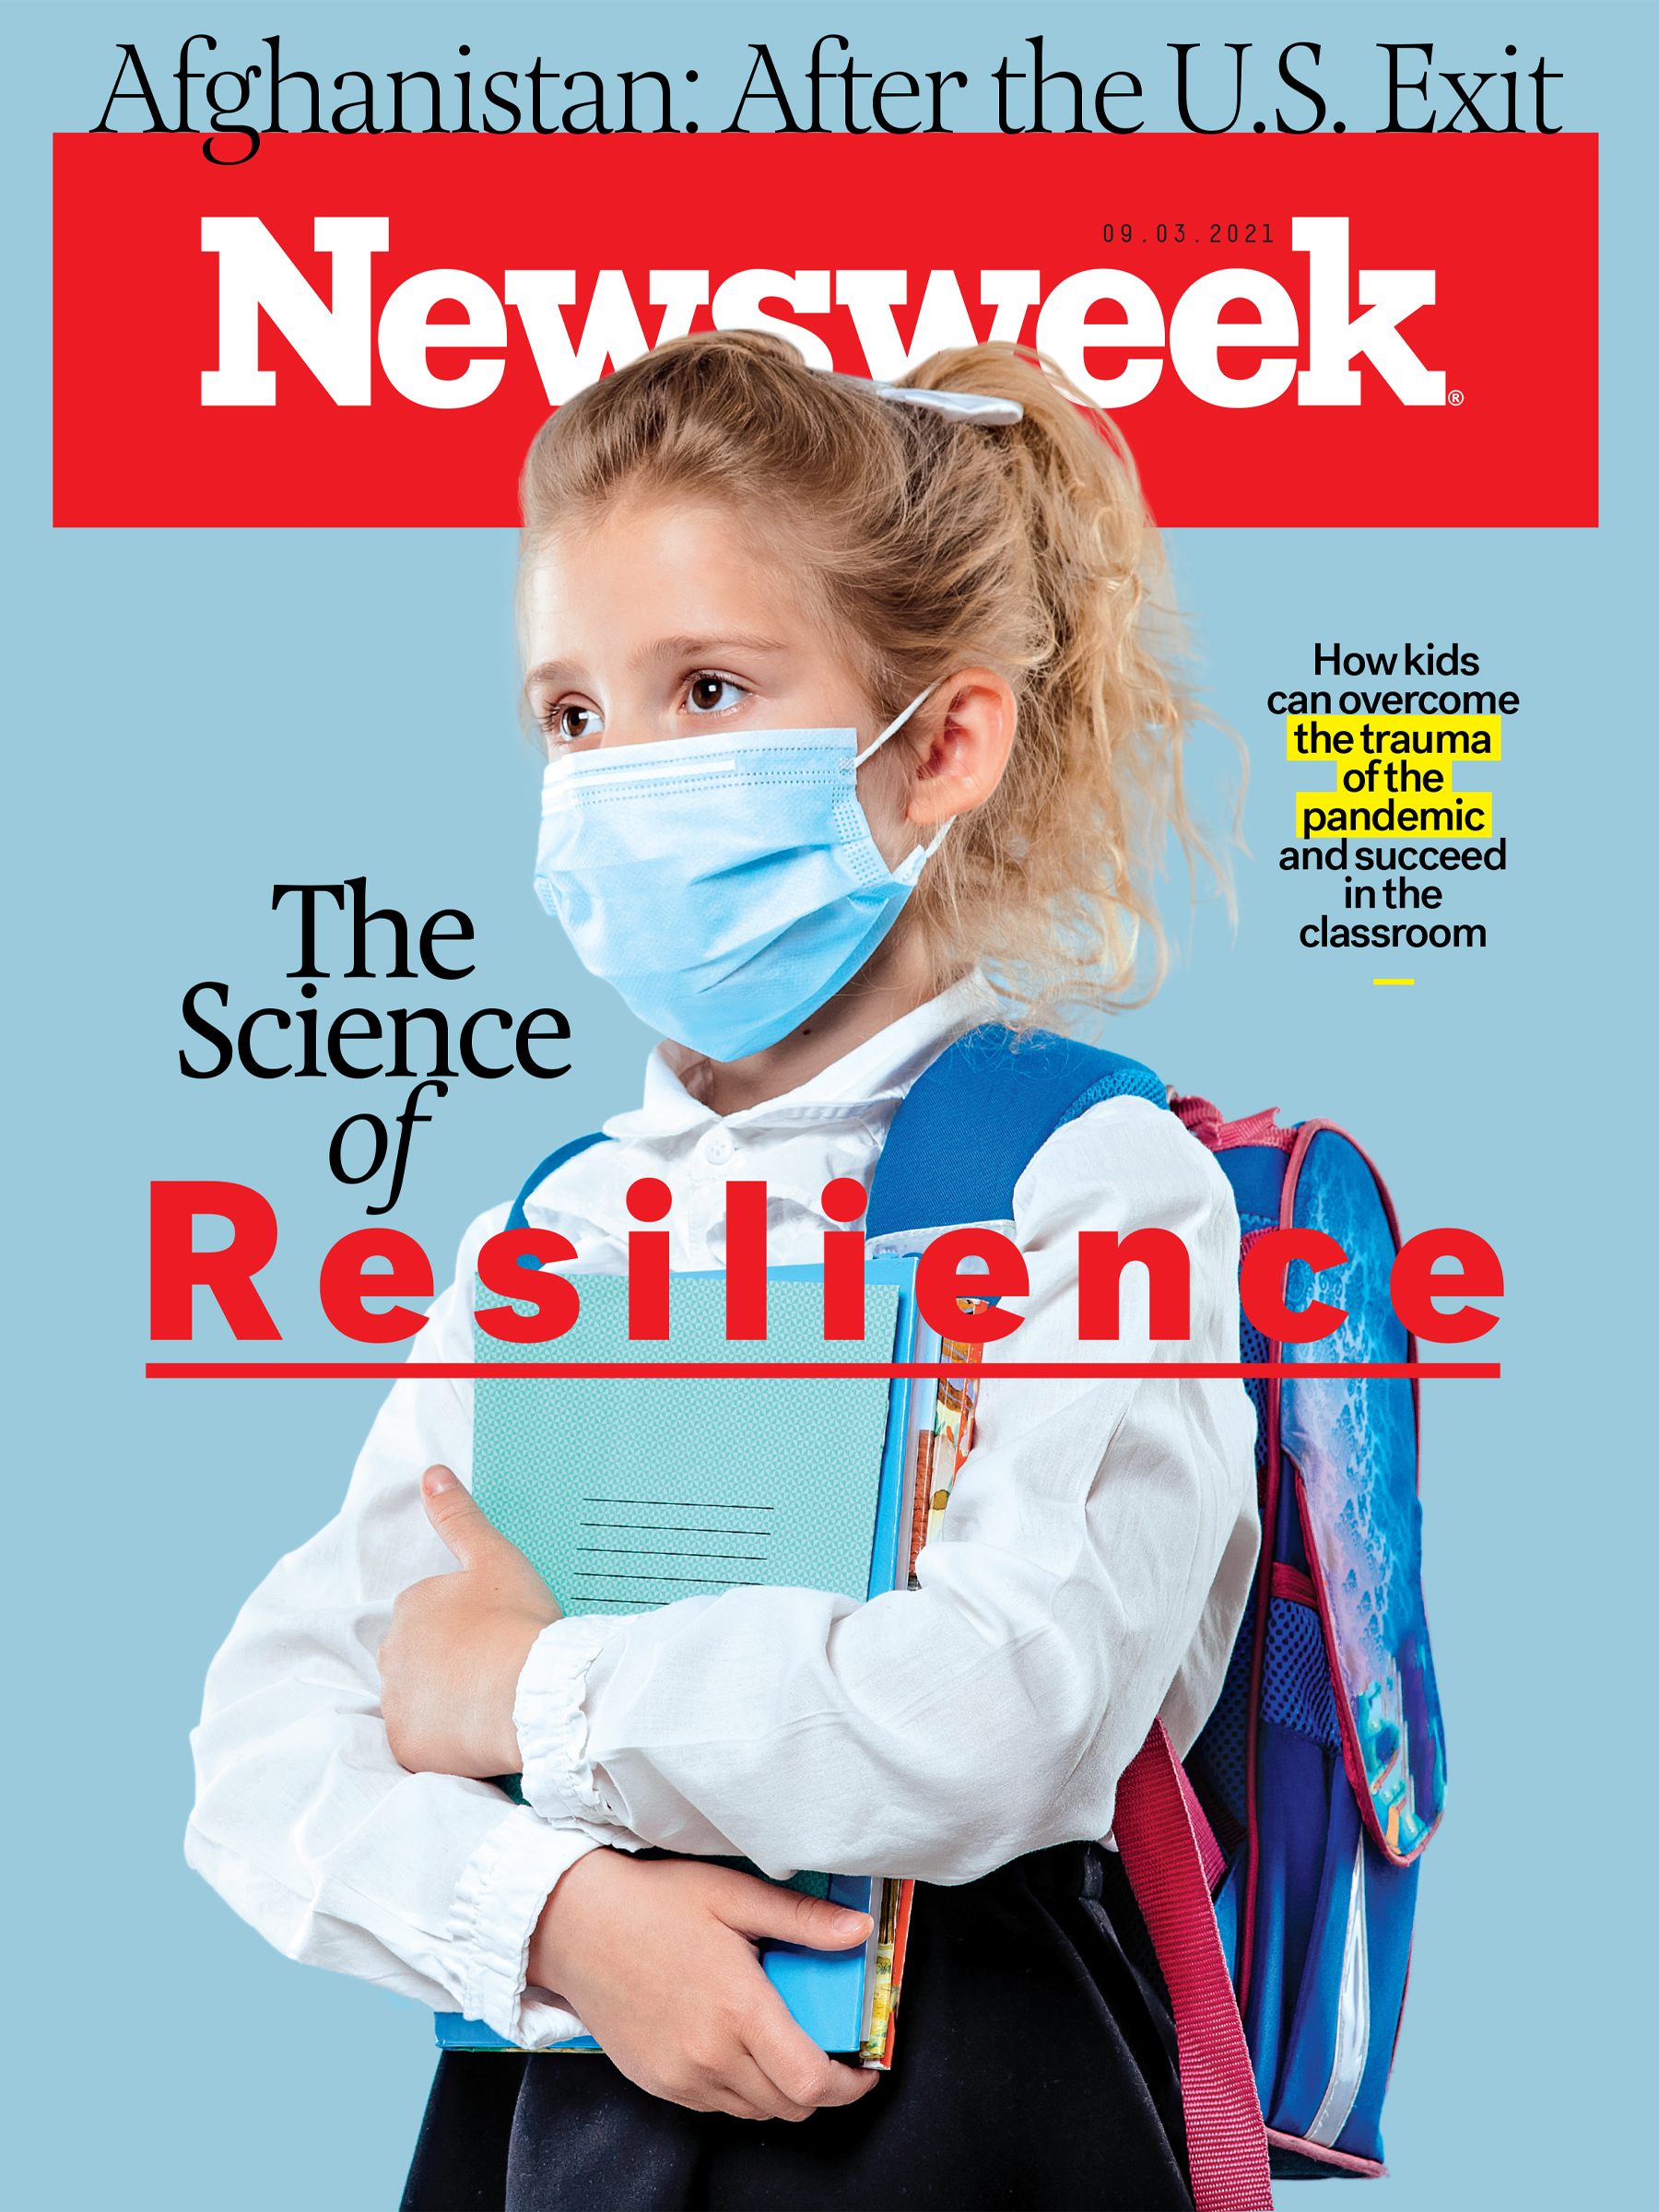 Afghanistan: After the U.S. Exit
09.03.2021
Newsweek®
How kids
can overcome
the trauma
of the
pandemic
and succeed
in the
classroom
The
Science
of
Resilience